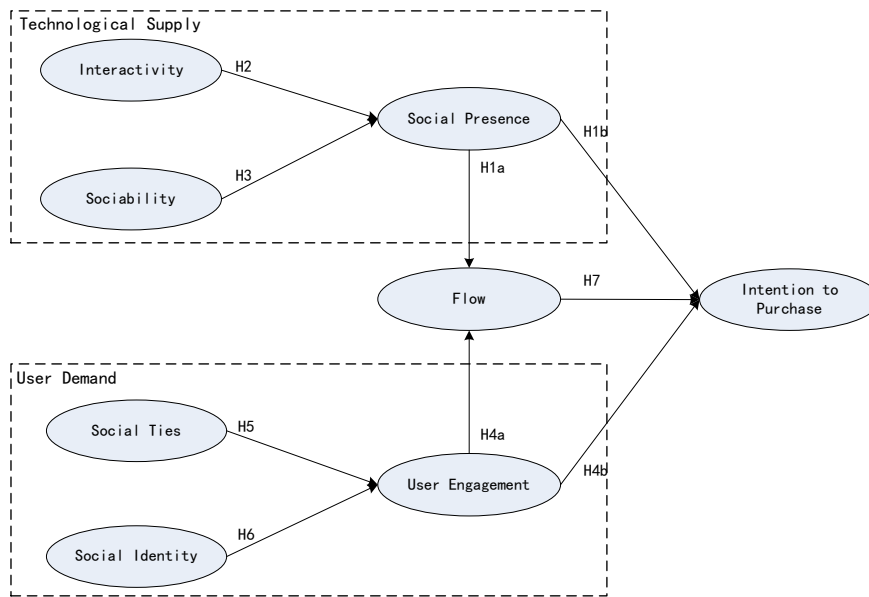 Technological Supply
Interactivity
H2
Social Presence
H1b
H3
H1a
Sociability
Flow
H7
Intention to
Purchase
User Demand
Social Ties
H5
H4a
User Engagement
H4b
H6
Social Identity